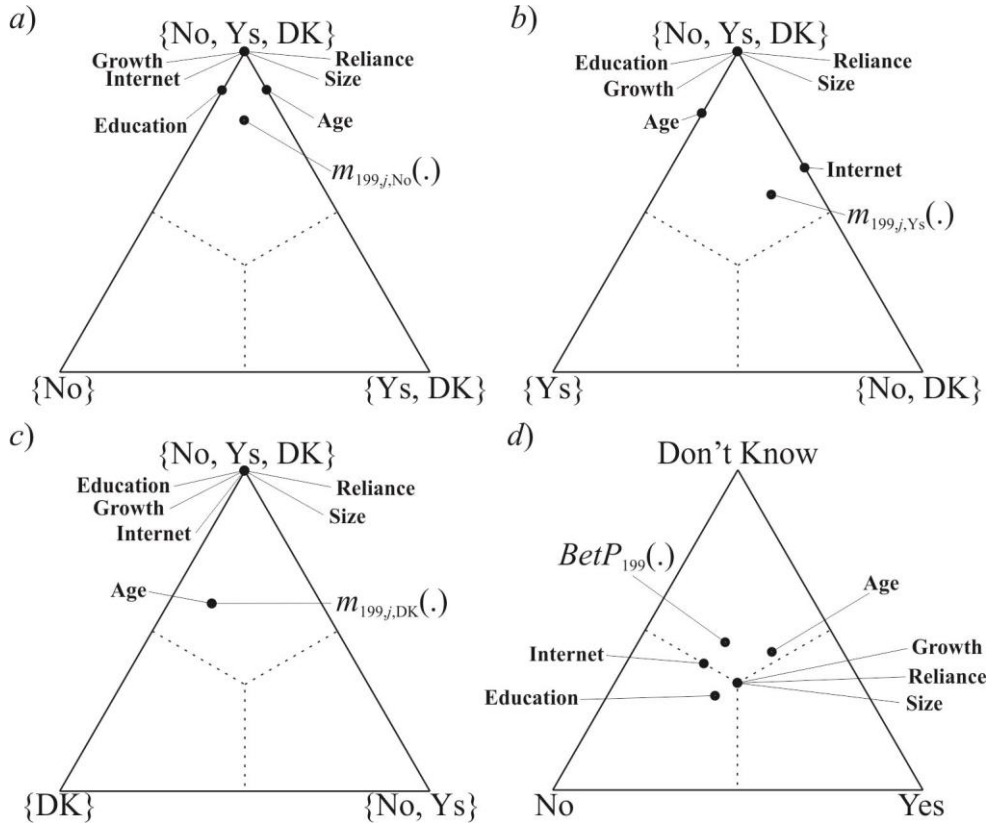 a)
{No, Ys, DK}
Growth
Reliance
Internet
Size
Education
Age
m199,j,No(.)
{No}
{Ys, DK}
b)
{No, Ys, DK}
Education
Reliance
Growth
Size
Age
Internet
m199,j,Ys(.)
{Ys}
{No, DK}
c)
{No, Ys, DK}
Education
Reliance
Growth
Size
Internet
Age
m199,j,DK(.)
{DK}
{No, Ys}
d)
Don't Know
BetP199(.)
Age
Internet
Growth
Reliance
Education
Size
No
Yes